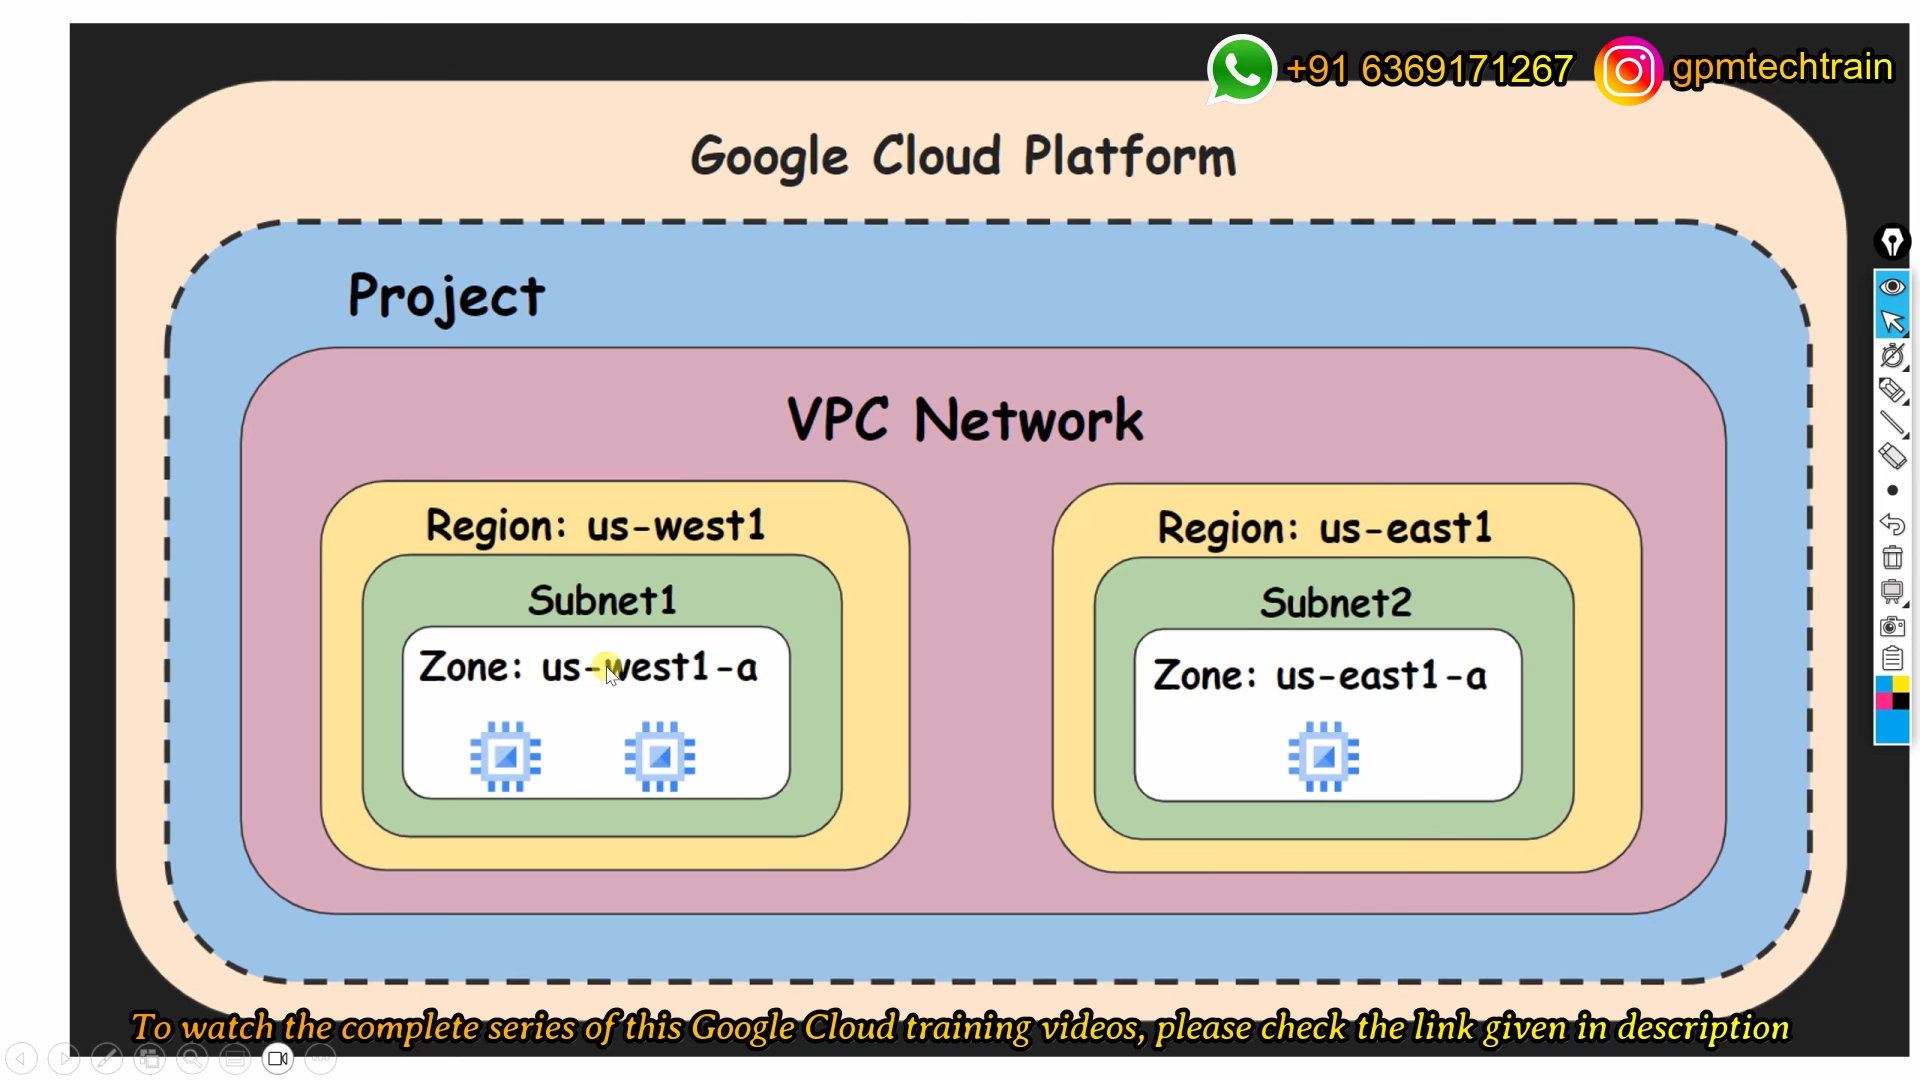 +91 6369171267 gpmtechtrain
Google Cloud Platform
Project
VPC Network
Region: us-west1
Subnet1
Zone: us-west1-a
Region: us-east1
Subnet2
Zone: us-east1-a
To watch the complete series of this Google Cloud training videos, please check the link given in description